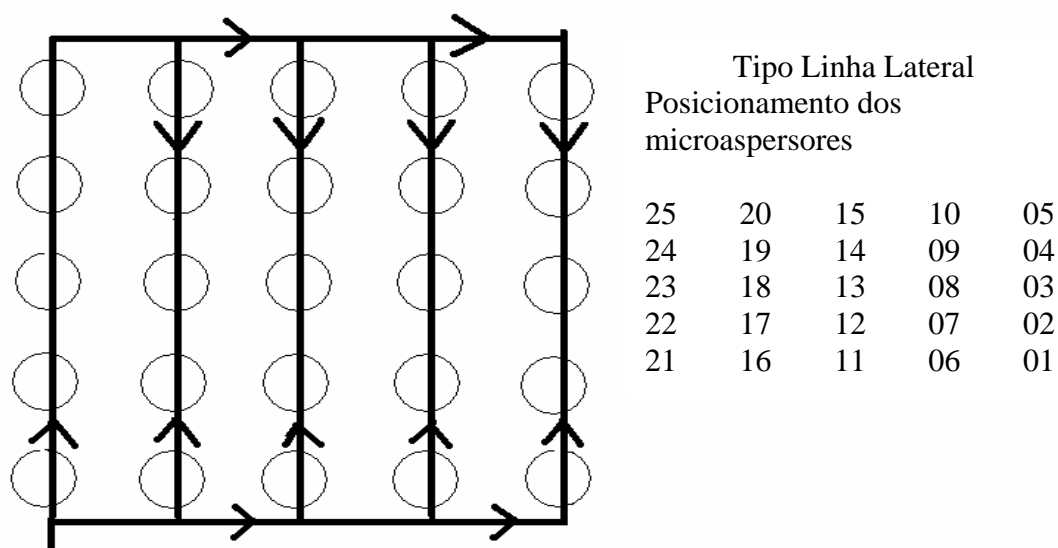 Tipo Linha Lateral
Posicionamento dos
microaspersores
25 20 15 10 05
24 19 14 09 04
23 18 13 08 03
22 17 12 07 02
21 16 11 06 01